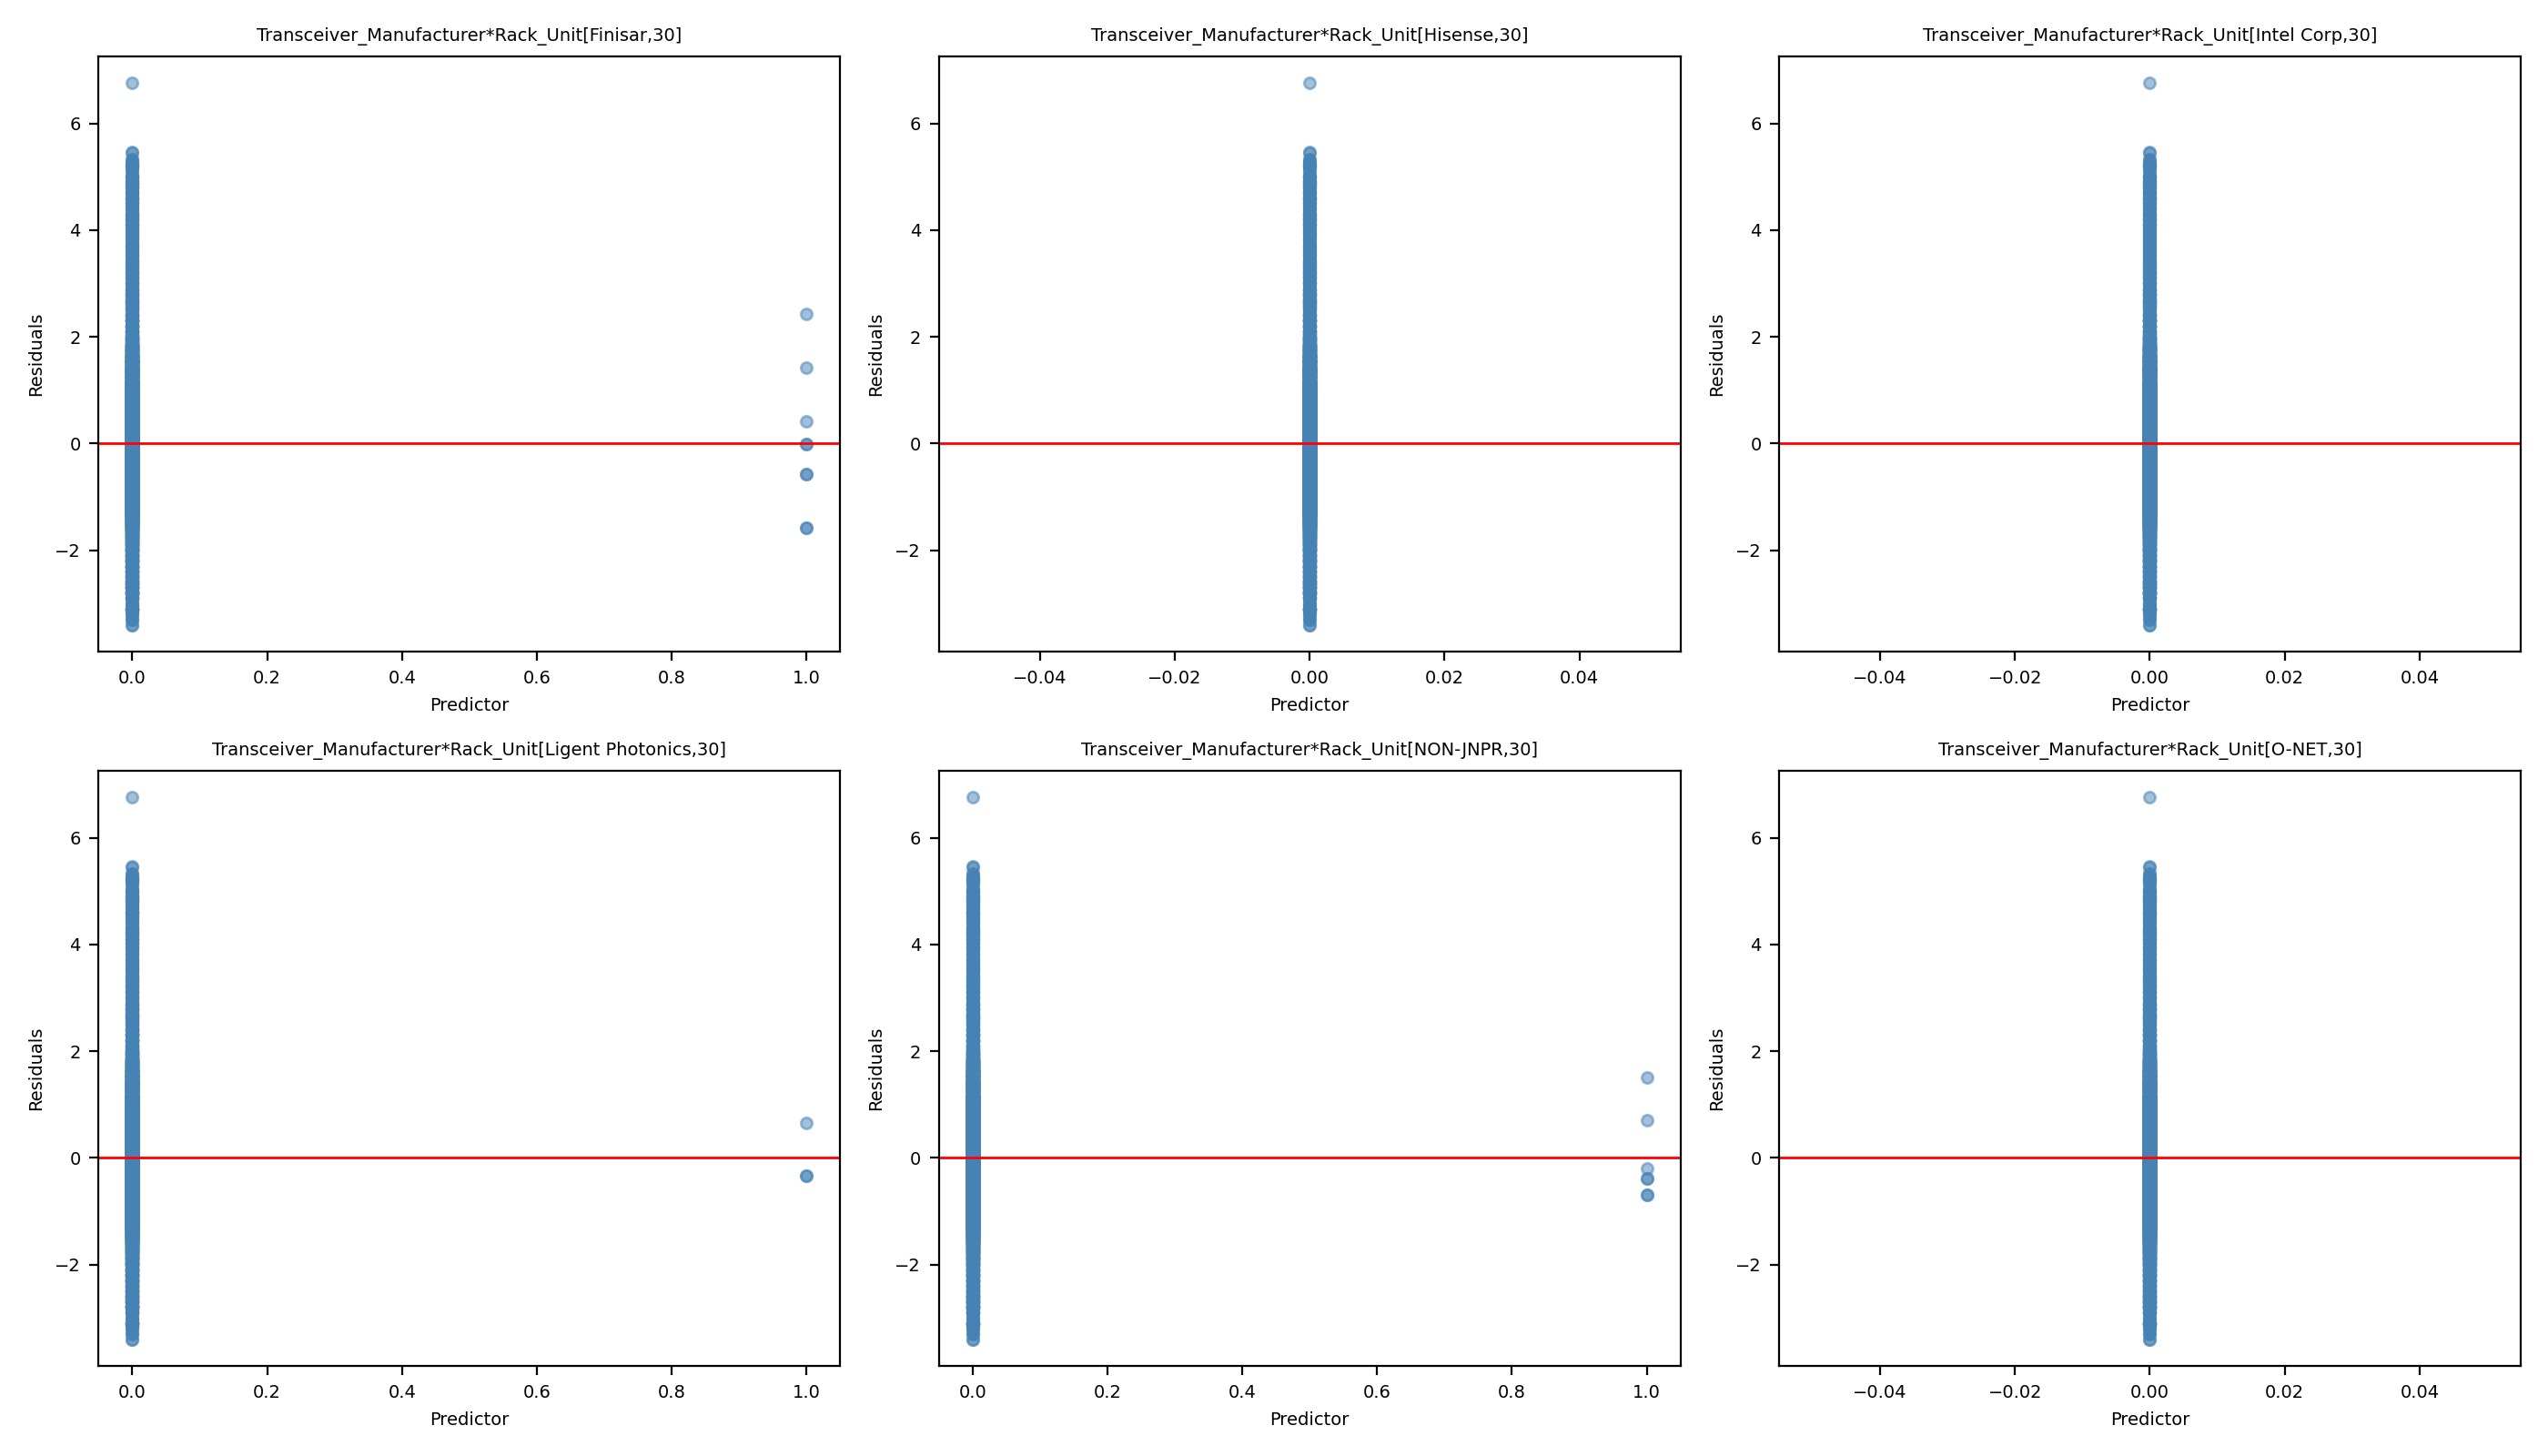 Transceiver_Manufacturer*Rack_Unit[Finisar,30]
Residuals
6
4
2
0
−2
0.0 0.2 0.4 0.6 0.8 1.0
Predictor
Transceiver_Manufacturer*Rack_Unit[Hisense,30]
Residuals
6
4
2
0
−2
−0.04 −0.02 0.00 0.02 0.04
Predictor
Transceiver_Manufacturer*Rack_Unit[Intel Corp,30]
Residuals
6
4
2
0
−2
−0.04 −0.02 0.00 0.02 0.04
Predictor
Transceiver_Manufacturer*Rack_Unit[Ligent Photonics,30]
Residuals
6
4
2
0
−2
0.0 0.2 0.4 0.6 0.8 1.0
Predictor
Transceiver_Manufacturer*Rack_Unit[NON-JNPR,30]
Residuals
6
4
2
0
−2
0.0 0.2 0.4 0.6 0.8 1.0
Predictor
Transceiver_Manufacturer*Rack_Unit[O-NET,30]
Residuals
6
4
2
0
−2
−0.04 −0.02 0.00 0.02 0.04
Predictor